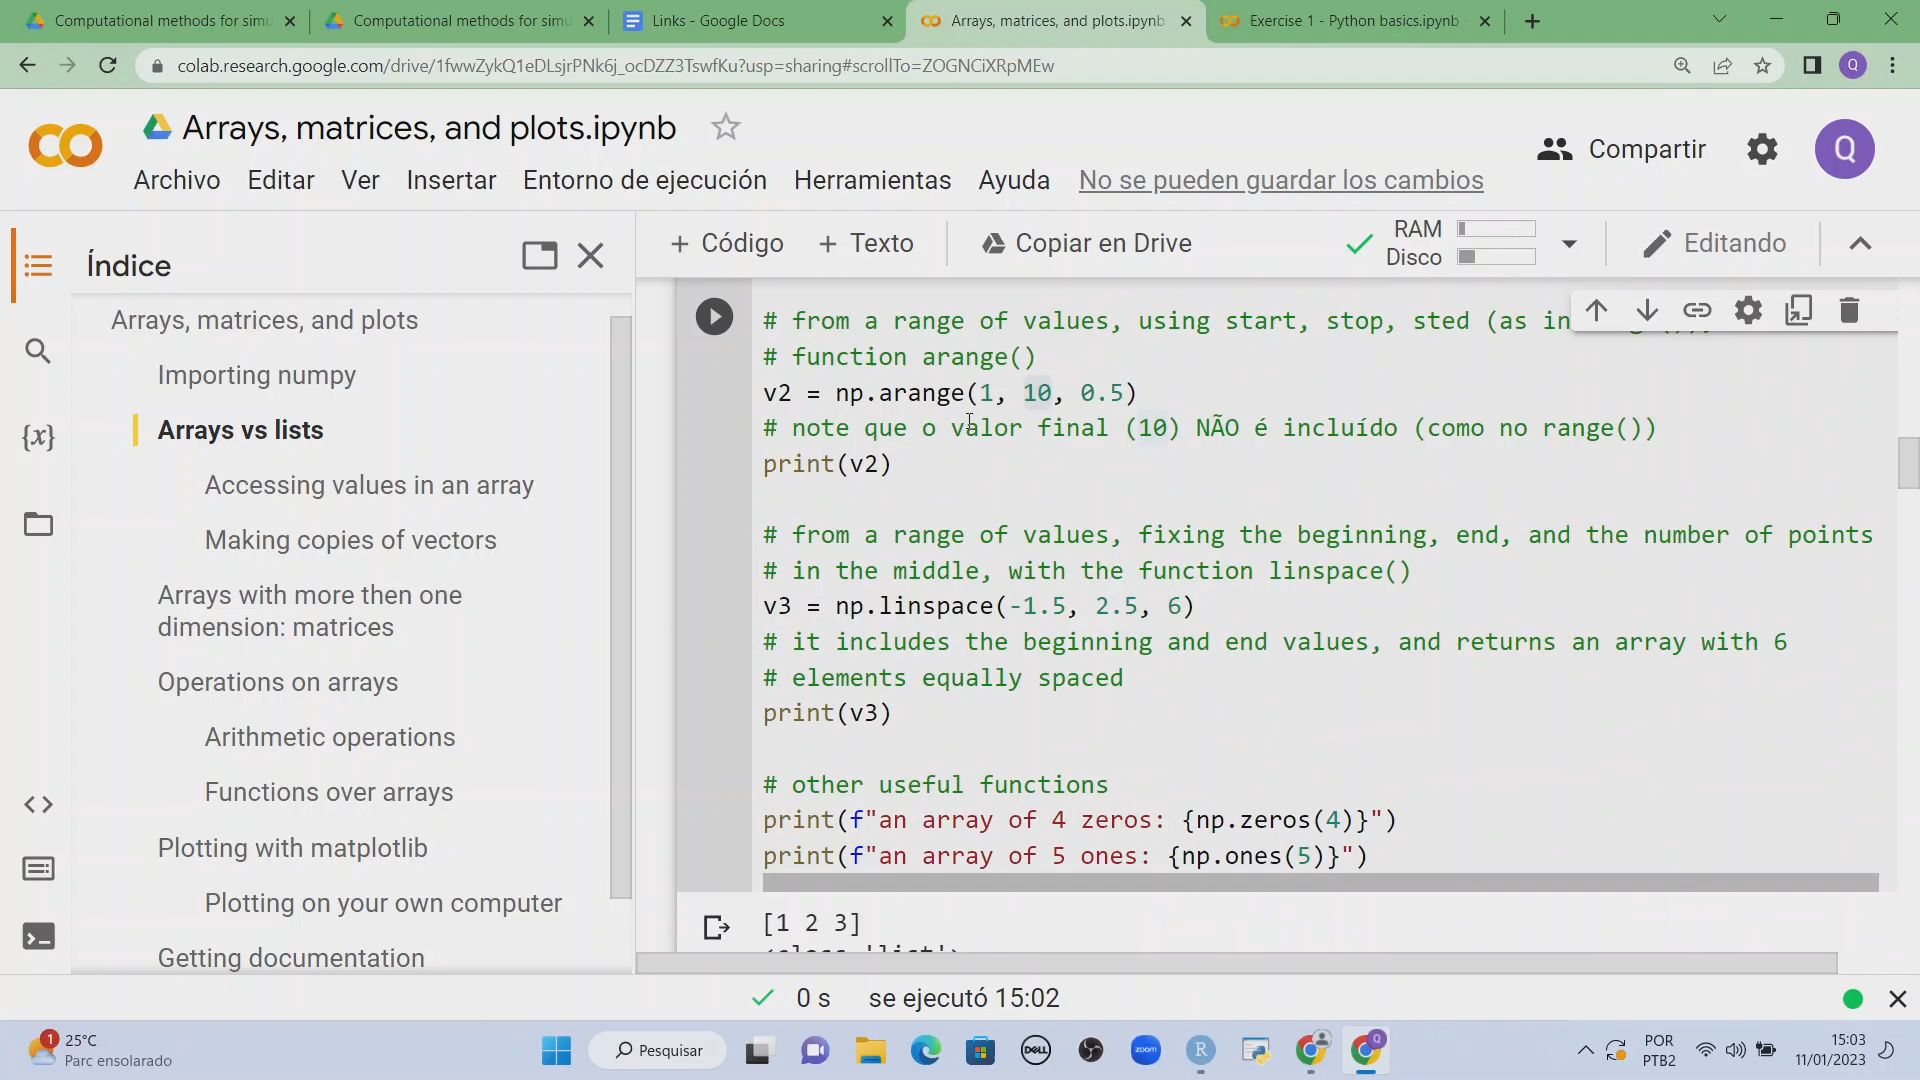 Computational methods for simu
Computational methods for simu
Links - Google Docs
Arrays, matrices, and plots.ipynb
Exercise 1 - Python basics.ipynb
colab.research.google.com/drive/1fwwZykQ1eDLsjrPNk6j_ocDZZ3TswfKu?usp=sharing#scrollTo=ZOGNCiXRpMEw
Q
Arrays, matrices, and plots.ipynb
Archivo Editar Ver Insertar Entorno de ejecución Herramientas Ayuda No se pueden guardar los cambios
Compartir
Q
+ Código + Texto Copiar en Drive
RAM
Disco
Editando
Índice
Arrays, matrices, and plots
Importing numpy
Arrays vs lists
Accessing values in an array
Making copies of vectors
Arrays with more then one
dimension: matrices
Operations on arrays
Arithmetic operations
Functions over arrays
Plotting with matplotlib
Plotting on your own computer
Getting documentation
{x}
# from a range of values, using start, stop, sted (as in
# function arange()
v2 = np.arange(1, 10, 0.5)
# note que o valor final (10) NÃO é incluído (como no range())
print(v2)
# from a range of values, fixing the beginning, end, and the number of points
# in the middle, with the function linspace()
v3 = np.linspace(-1.5, 2.5, 6)
# it includes the beginning and end values, and returns an array with 6
# elements equally spaced
print(v3)
# other useful functions
print(f"an array of 4 zeros: {np.zeros(4)}")
print(f"an array of 5 ones: {np.ones(5)}")
[1 2 3]
<class 'list'>
0 s se ejecutó 15:02
1
25°C
Parc ensolarado
Pesquisar
DELL
zoom
R
Q
POR
PTB2
15:03
11/01/2023